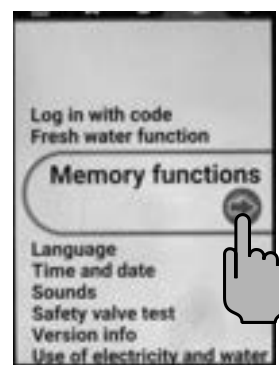 Log in with code
Fresh water function
Memory functions
Language
Time and date
Sounds
Safety valve test
Version info
Use of electricity and water